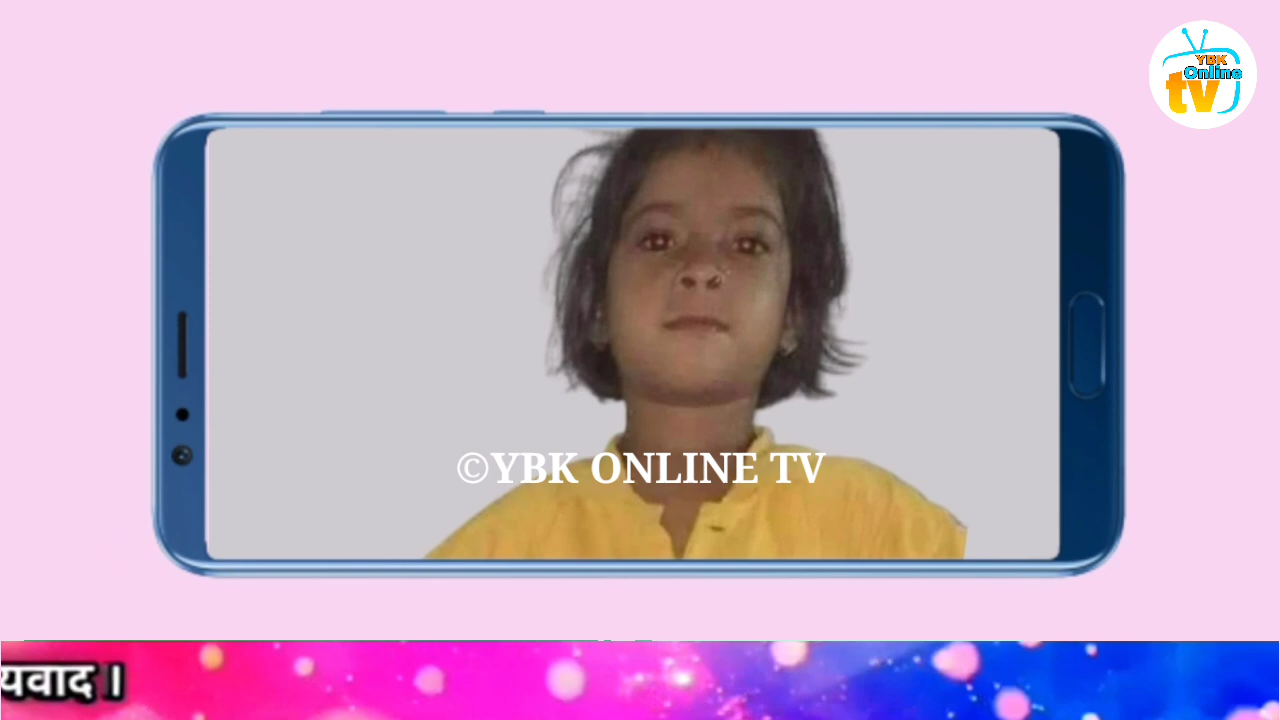 YBK
Online
tv
©YBK ONLINE TV
यवाद ।